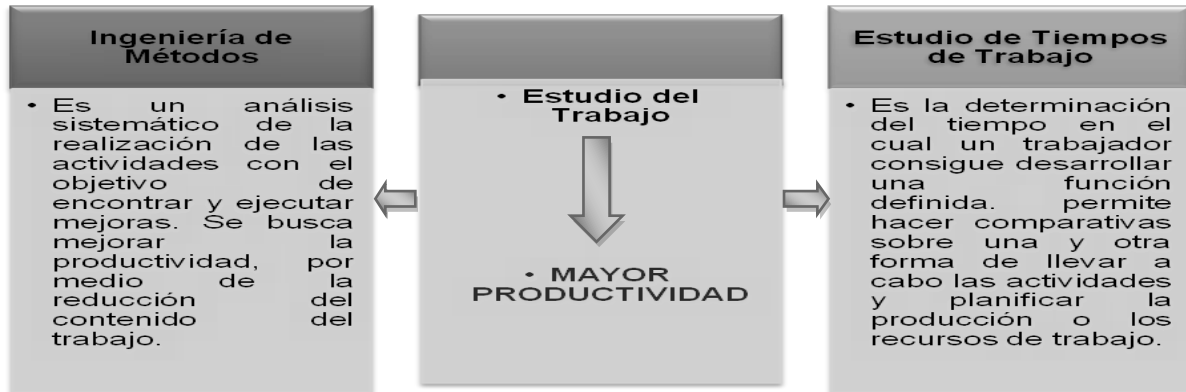 Ingeniería de
Métodos
• Es un análisis
sistemático de la
realización de las
actividades con el
objetivo de
encontrar y ejecutar
mejoras. Se busca
mejorar la
productividad, por
medio de la
reducción del
contenido del
trabajo.
• Estudio del
Trabajo
• MAYOR
PRODUCTIVIDAD
Estudio de Tiempos
de Trabajo
• Es la determinación
del tiempo en el
cual un trabajador
consigue desarrollar
una función
definida. permite
hacer comparativas
sobre una y otra
forma de llevar a
cabo las actividades
y planificar la
producción o los
recursos de trabajo.